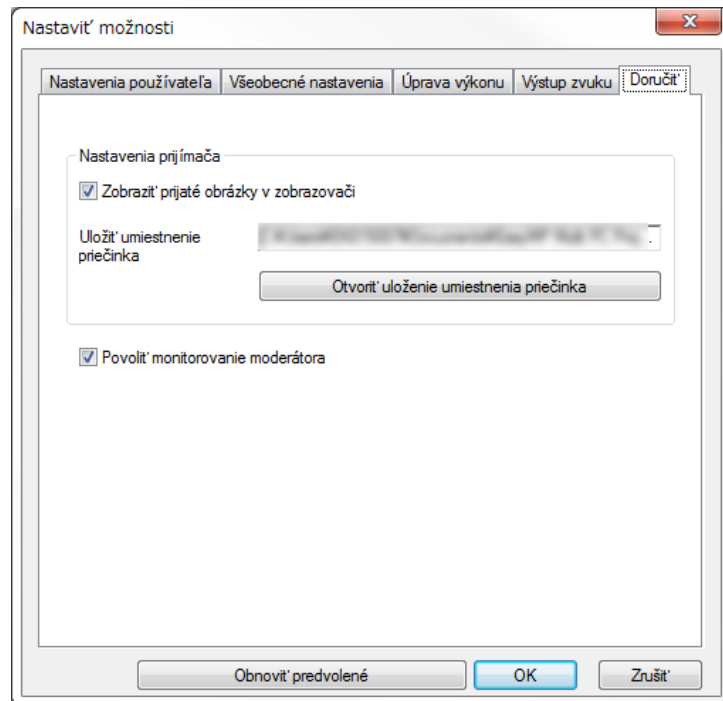 Nastaviť možnosti
Nastavenia používateľa Všeobecné nastavenia Úprava výkonu Výstup zvuku Doručiť
Nastavenia prijímača
Zobraziť prijaté obrázky v zobrazovači
Uložiť umiestnenie
priečinka
Otvoriť uloženie umiestnenia priečinka
Povoliť monitorovanie moderátora
Obnoviť predvolené OK Zrušiť